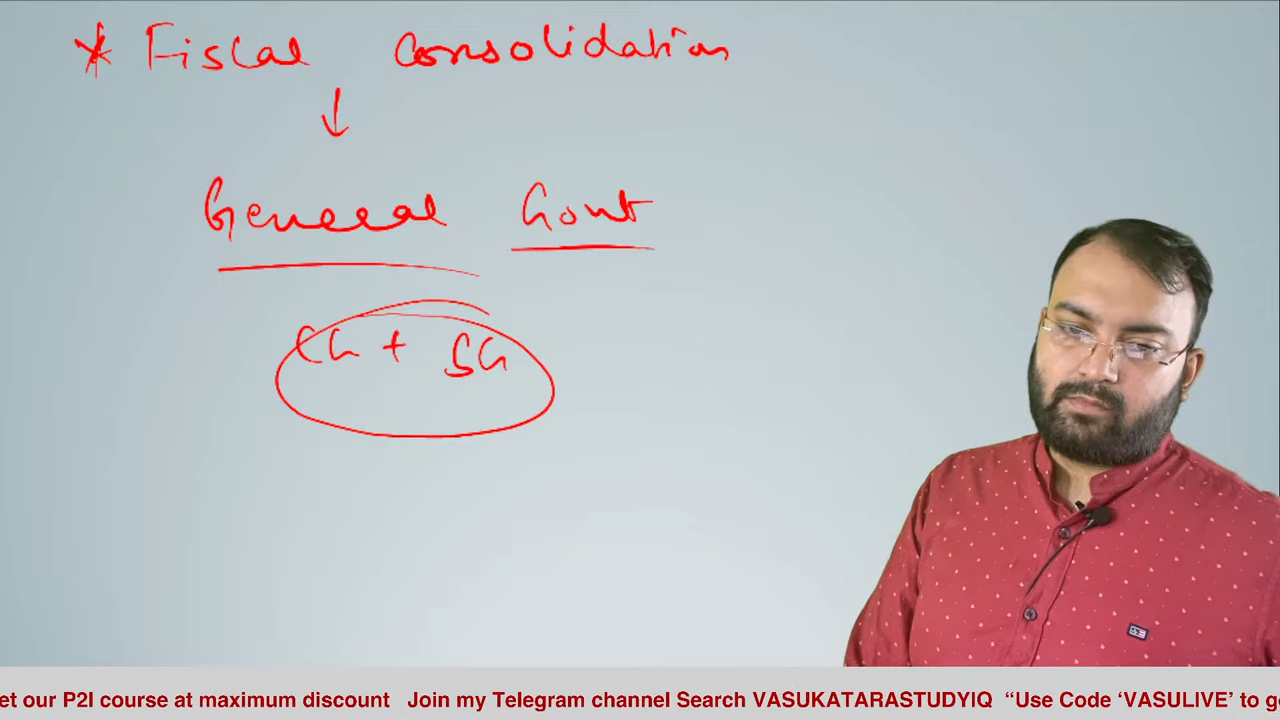 * Fiscal consolidation
↓
General Govt
CG + SG
et our P2I course at maximum discount Join my Telegram channel Search VASUKATARASTUDYIQ “Use Code ‘VASULIVE’ to g